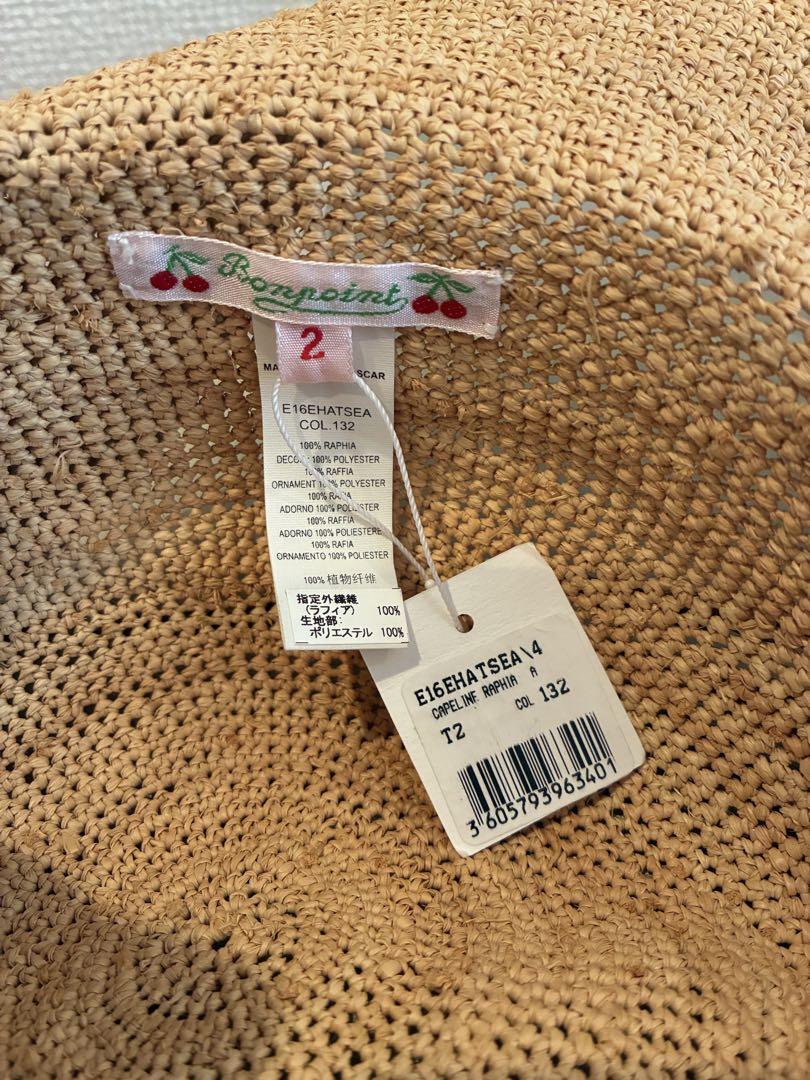 Bonpoint
2
MA SCAR
E16EHATSEA
COL.132
100% RAPHIA
DECOR: 100% POLYESTER
100% RAFFIA
ORNAMENT 100% POLYESTER
100% RAFIA
ADORNO 100% POLIESTER
100% RAFFIA
ADORNO 100% POLIESTERE
100% RAFIA
ORNAMENTO 100% POLIESTER
100% 植物纤维
指定外繊維
(ラフィア) 100%
生地部:
ポリエステル 100%
E16EHATSEA\4
CAPELINE RAPHIA A
T2 COL 132
3 605793963401